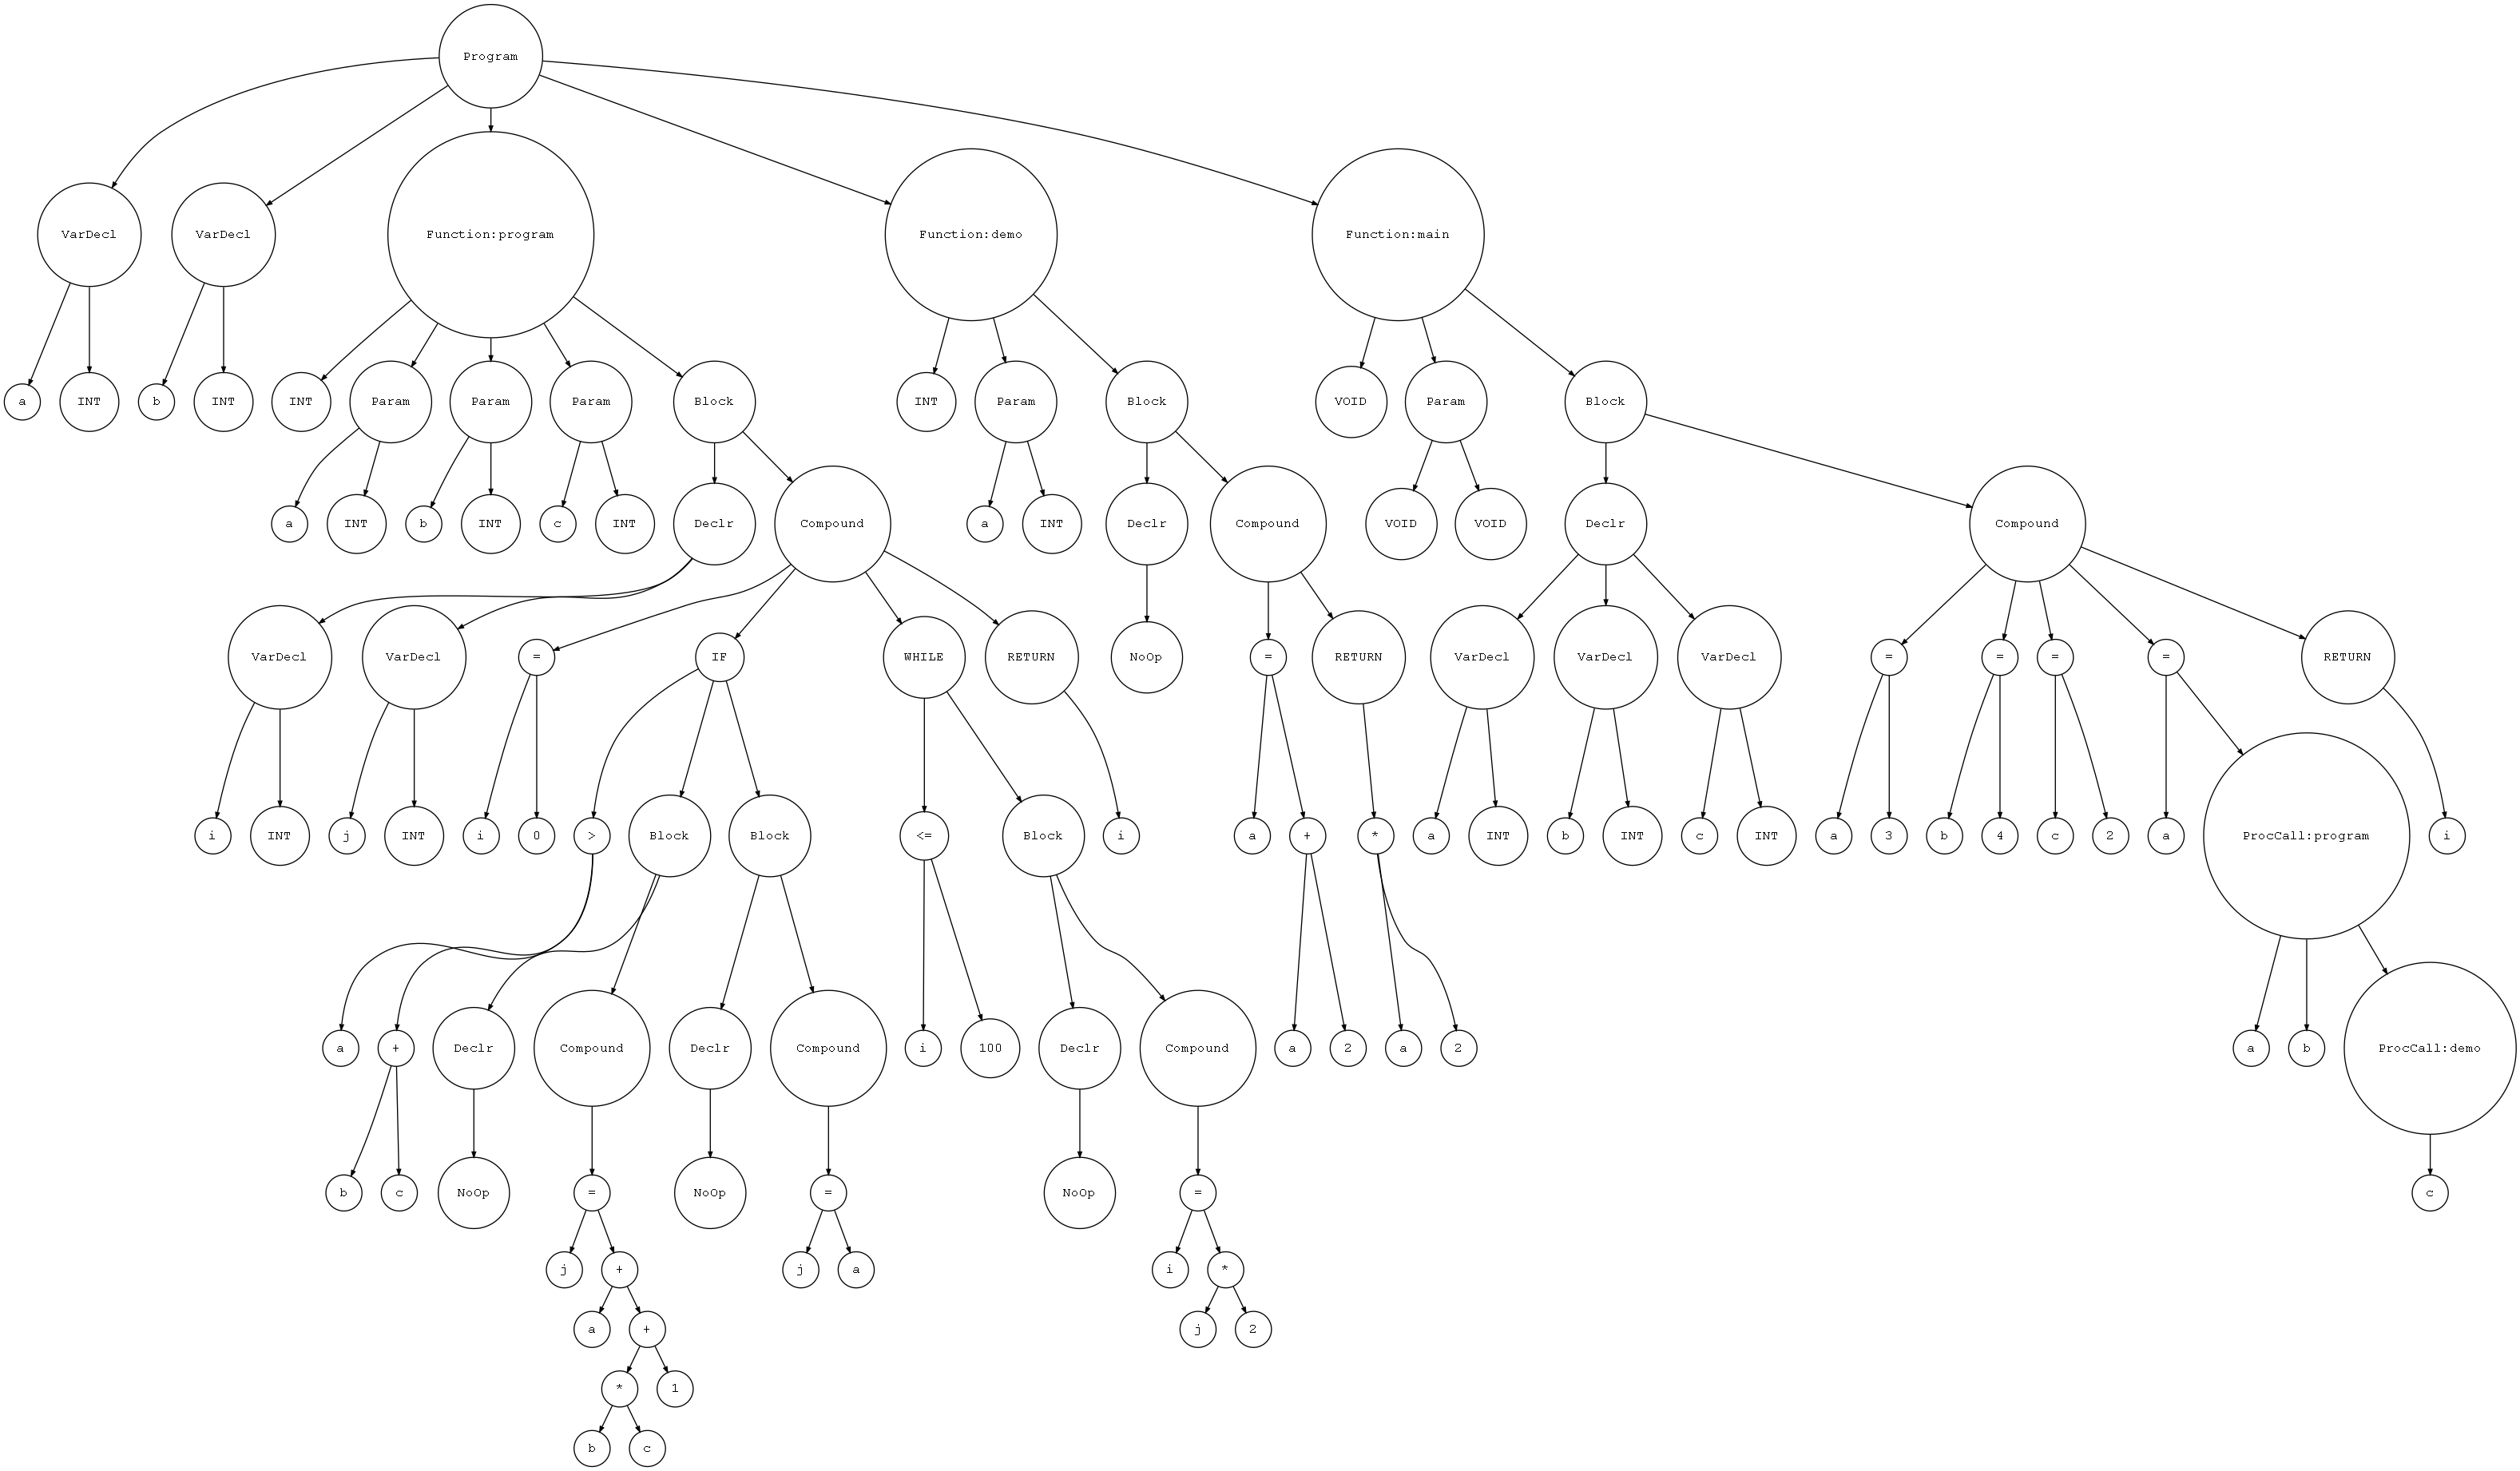 Program
VarDecl VarDecl Function:program Function:demo Function:main
a INT b INT INT Param Param Param Block INT Param Block VOID Param Block
a INT b INT c INT Declr Compound a INT Declr Compound VOID VOID Declr Compound
VarDecl VarDecl = IF WHILE RETURN NoOp = RETURN VarDecl VarDecl VarDecl = = = = RETURN
i INT j INT i 0 > Block Block <= Block i a + * a INT b INT c INT a 3 b 4 c 2 a ProcCall:program i
a + Declr Compound Declr Compound i 100 Declr Compound a 2 a 2 a b ProcCall:demo
b c NoOp = NoOp = NoOp = c
j + j a i *
a + j 2
* 1
b c